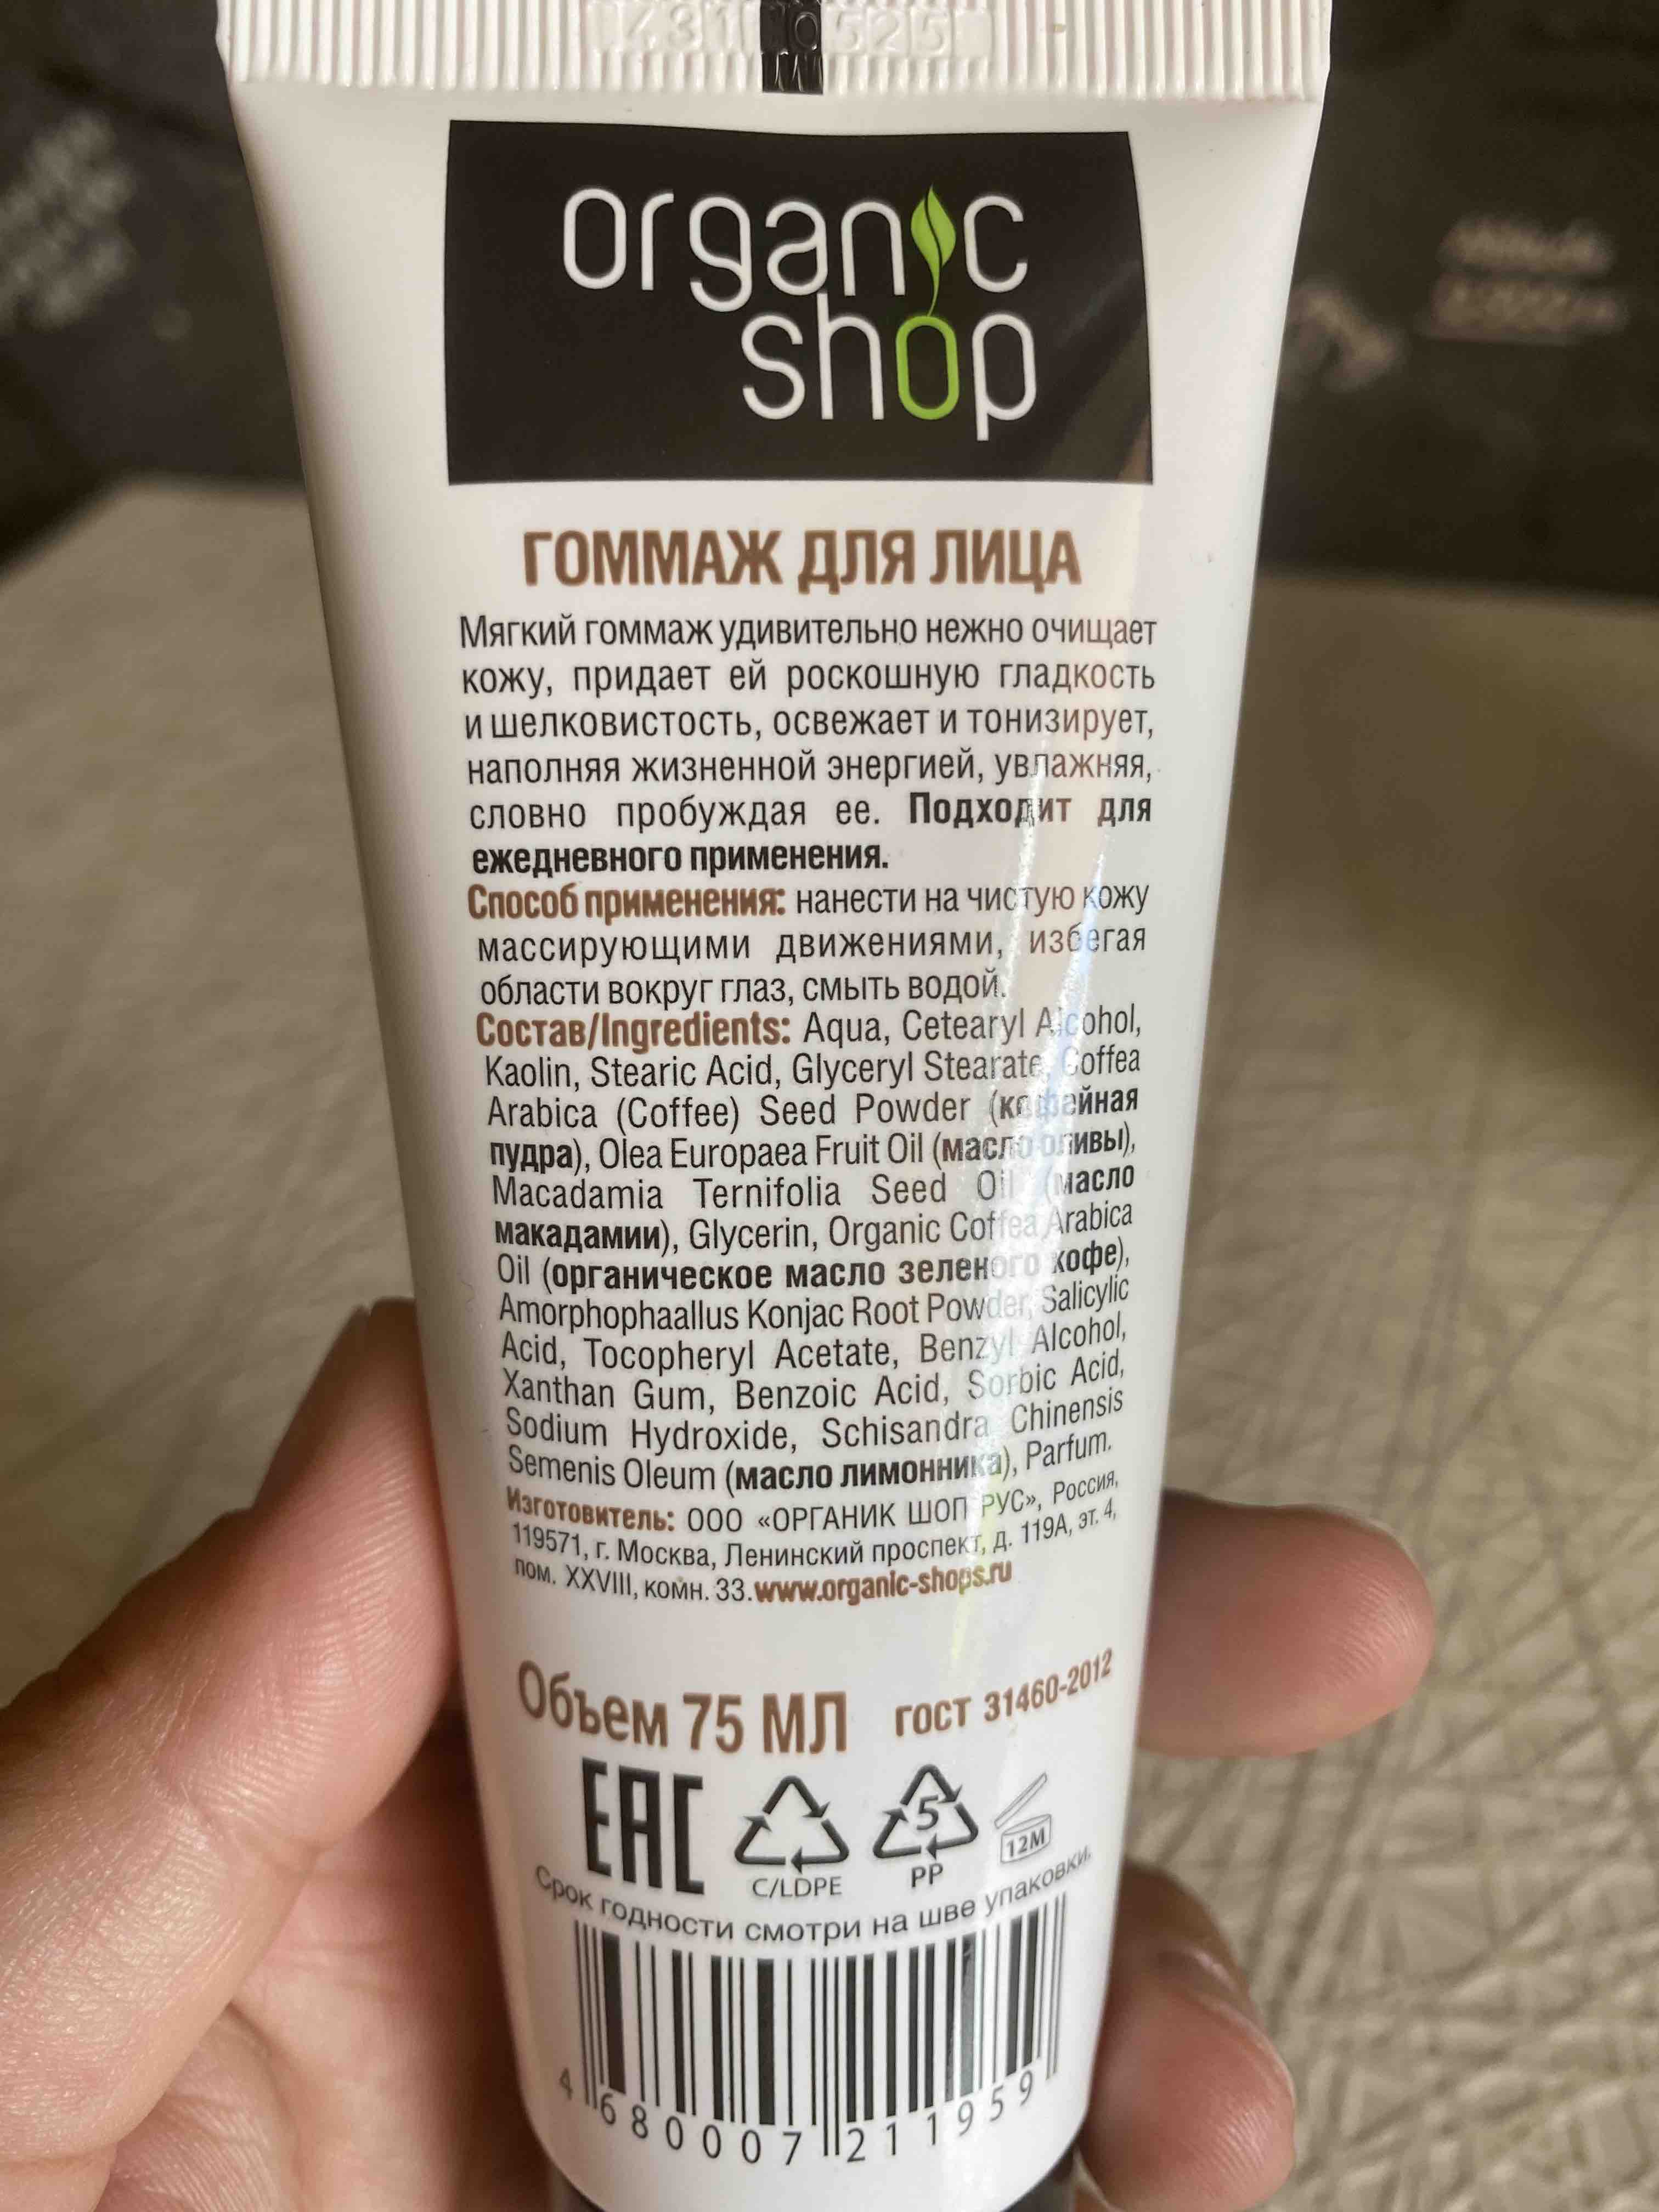 organic
shop
ГОММАЖ ДЛЯ ЛИЦА
Мягкий гоммаж удивительно нежно очищает
кожу, придает ей роскошную гладкость
и шелковистость, освежает и тонизирует,
наполняя жизненной энергией, увлажняя,
словно пробуждая ее. Подходит для
ежедневного применения.
Способ применения: нанести на чистую кожу
массирующими движениями, избегая
области вокруг глаз, смыть водой.
Состав/Ingredients: Aqua, Cetearyl Alcohol,
Kaolin, Stearic Acid, Glyceryl Stearate, Coffea
Arabica (Coffee) Seed Powder (кофейная
пудра), Olea Europaea Fruit Oil (масло оливы),
Macadamia Ternifolia Seed Oil (масло
макадамии), Glycerin, Organic Coffea Arabica
Oil (органическое масло зеленого кофе),
Amorphophaallus Konjac Root Powder, Salicylic
Acid, Tocopheryl Acetate, Benzyl Alcohol,
Xanthan Gum, Benzoic Acid, Sorbic Acid,
Sodium Hydroxide, Schisandra Chinensis
Semenis Oleum (масло лимонника), Parfum.
Изготовитель: ООО «ОРГАНИК ШОП РУС», Россия,
119571, г. Москва, Ленинский проспект, д. 119А, эт. 4,
пом. XXVIII, комн. 33. www.organic-shops.ru
Объем 75 МЛ ГОСТ 31460-2012
EAC C/LDPE 5 PP 12M
Срок годности смотри на шве упаковки.
4 680007 211959